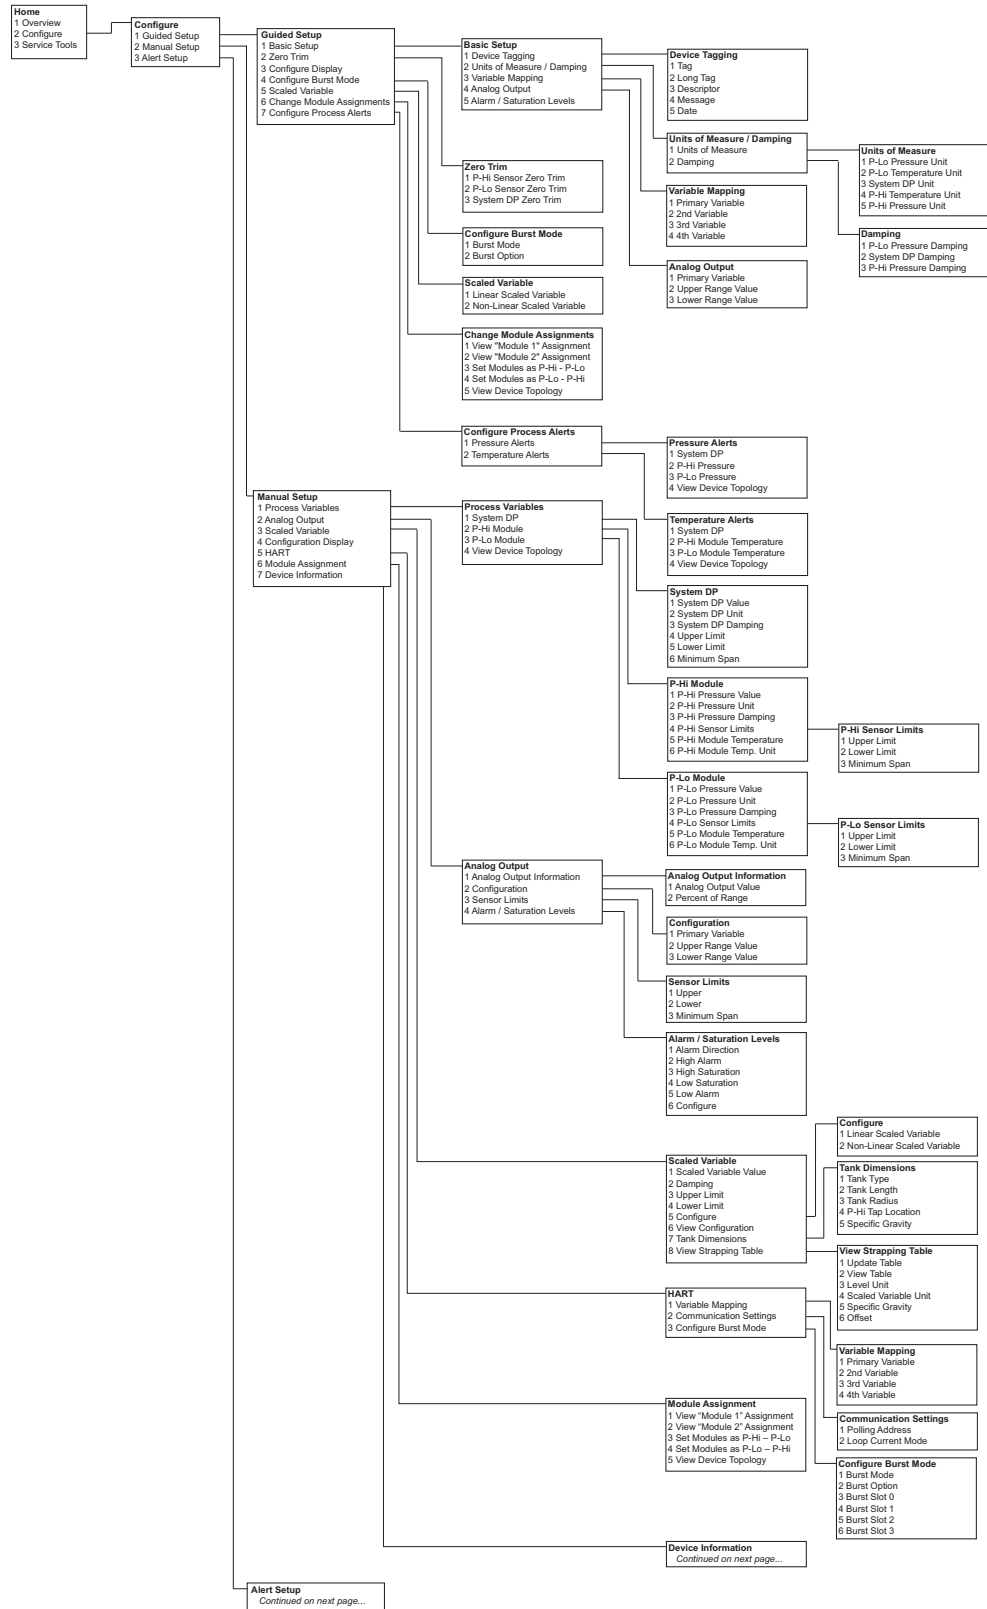 Home
1 Overview
2 Configure
3 Service Tools
Configure
1 Guided Setup
2 Manual Setup
3 Alert Setup
Guided Setup
1 Basic Setup
2 Zero Trim
3 Configure Display
4 Configure Burst Mode
5 Scaled Variable
6 Change Module Assignments
7 Configure Process Alerts
Basic Setup
1 Device Tagging
2 Units of Measure / Damping
3 Variable Mapping
4 Analog Output
5 Alarm / Saturation Levels
Device Tagging
1 Tag
2 Long Tag
3 Descriptor
4 Message
5 Date
Units of Measure / Damping
1 Units of Measure
2 Damping
Units of Measure
1 P-Lo Pressure Unit
2 P-Lo Temperature Unit
3 System DP Unit
4 P-Hi Temperature Unit
5 P-Hi Pressure Unit
Zero Trim
1 P-Hi Sensor Zero Trim
2 P-Lo Sensor Zero Trim
3 System DP Zero Trim
Variable Mapping
1 Primary Variable
2 2nd Variable
3 3rd Variable
4 4th Variable
Damping
1 P-Lo Pressure Damping
2 System DP Damping
3 P-Hi Pressure Damping
Configure Burst Mode
1 Burst Mode
2 Burst Option
Analog Output
1 Primary Variable
2 Upper Range Value
3 Lower Range Value
Scaled Variable
1 Linear Scaled Variable
2 Non-Linear Scaled Variable
Change Module Assignments
1 View "Module 1" Assignment
2 View "Module 2" Assignment
3 Set Modules as P-Hi - P-Lo
4 Set Modules as P-Lo - P-Hi
5 View Device Topology
Configure Process Alerts
1 Pressure Alerts
2 Temperature Alerts
Pressure Alerts
1 System DP
2 P-Hi Pressure
3 P-Lo Pressure
4 View Device Topology
Manual Setup
1 Process Variables
2 Analog Output
3 Scaled Variable
4 Configuration Display
5 HART
6 Module Assignment
7 Device Information
Process Variables
1 System DP
2 P-Hi Module
3 P-Lo Module
4 View Device Topology
Temperature Alerts
1 System DP
2 P-Hi Module Temperature
3 P-Lo Module Temperature
4 View Device Topology
System DP
1 System DP Value
2 System DP Unit
3 System DP Damping
4 Upper Limit
5 Lower Limit
6 Minimum Span
P-Hi Module
1 P-Hi Pressure Value
2 P-Hi Pressure Unit
3 P-Hi Pressure Damping
4 P-Hi Sensor Limits
5 P-Hi Module Temperature
6 P-Hi Module Temp. Unit
P-Hi Sensor Limits
1 Upper Limit
2 Lower Limit
3 Minimum Span
P-Lo Module
1 P-Lo Pressure Value
2 P-Lo Pressure Unit
3 P-Lo Pressure Damping
4 P-Lo Sensor Limits
5 P-Lo Module Temperature
6 P-Lo Module Temp. Unit
P-Lo Sensor Limits
1 Upper Limit
2 Lower Limit
3 Minimum Span
Analog Output
1 Analog Output Information
2 Configuration
3 Sensor Limits
4 Alarm / Saturation Levels
Analog Output Information
1 Analog Output Value
2 Percent of Range
Configuration
1 Primary Variable
2 Upper Range Value
3 Lower Range Value
Sensor Limits
1 Upper
2 Lower
3 Minimum Span
Alarm / Saturation Levels
1 Alarm Direction
2 High Alarm
3 High Saturation
4 Low Saturation
5 Low Alarm
6 Configure
Configure
1 Linear Scaled Variable
2 Non-Linear Scaled Variable
Scaled Variable
1 Scaled Variable Value
2 Damping
3 Upper Limit
4 Lower Limit
5 Configure
6 View Configuration
7 Tank Dimensions
8 View Strapping Table
Tank Dimensions
1 Tank Type
2 Tank Length
3 Tank Radius
4 P-Hi Tap Location
5 Specific Gravity
View Strapping Table
1 Update Table
2 View Table
3 Level Unit
4 Scaled Variable Unit
5 Specific Gravity
6 Offset
HART
1 Variable Mapping
2 Communication Settings
3 Configure Burst Mode
Variable Mapping
1 Primary Variable
2 2nd Variable
3 3rd Variable
4 4th Variable
Module Assignment
1 View “Module 1” Assignment
2 View “Module 2” Assignment
3 Set Modules as P-Hi – P-Lo
4 Set Modules as P-Lo – P-Hi
5 View Device Topology
Communication Settings
1 Polling Address
2 Loop Current Mode
Configure Burst Mode
1 Burst Mode
2 Burst Option
3 Burst Slot 0
4 Burst Slot 1
5 Burst Slot 2
6 Burst Slot 3
Device Information
Continued on next page...
Alert Setup
Continued on next page...